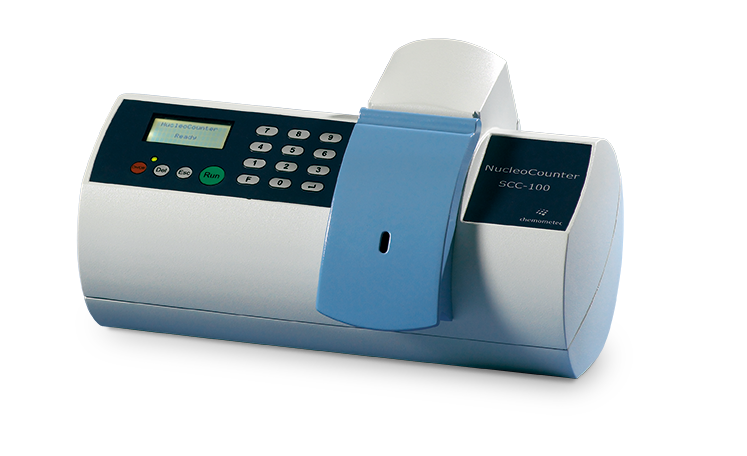 NucleoCounter
Ready
7 8 9
4 5 6
1 2 3
F 0
Del Esc Run
NucleoCounter
SCC-100
chemometec